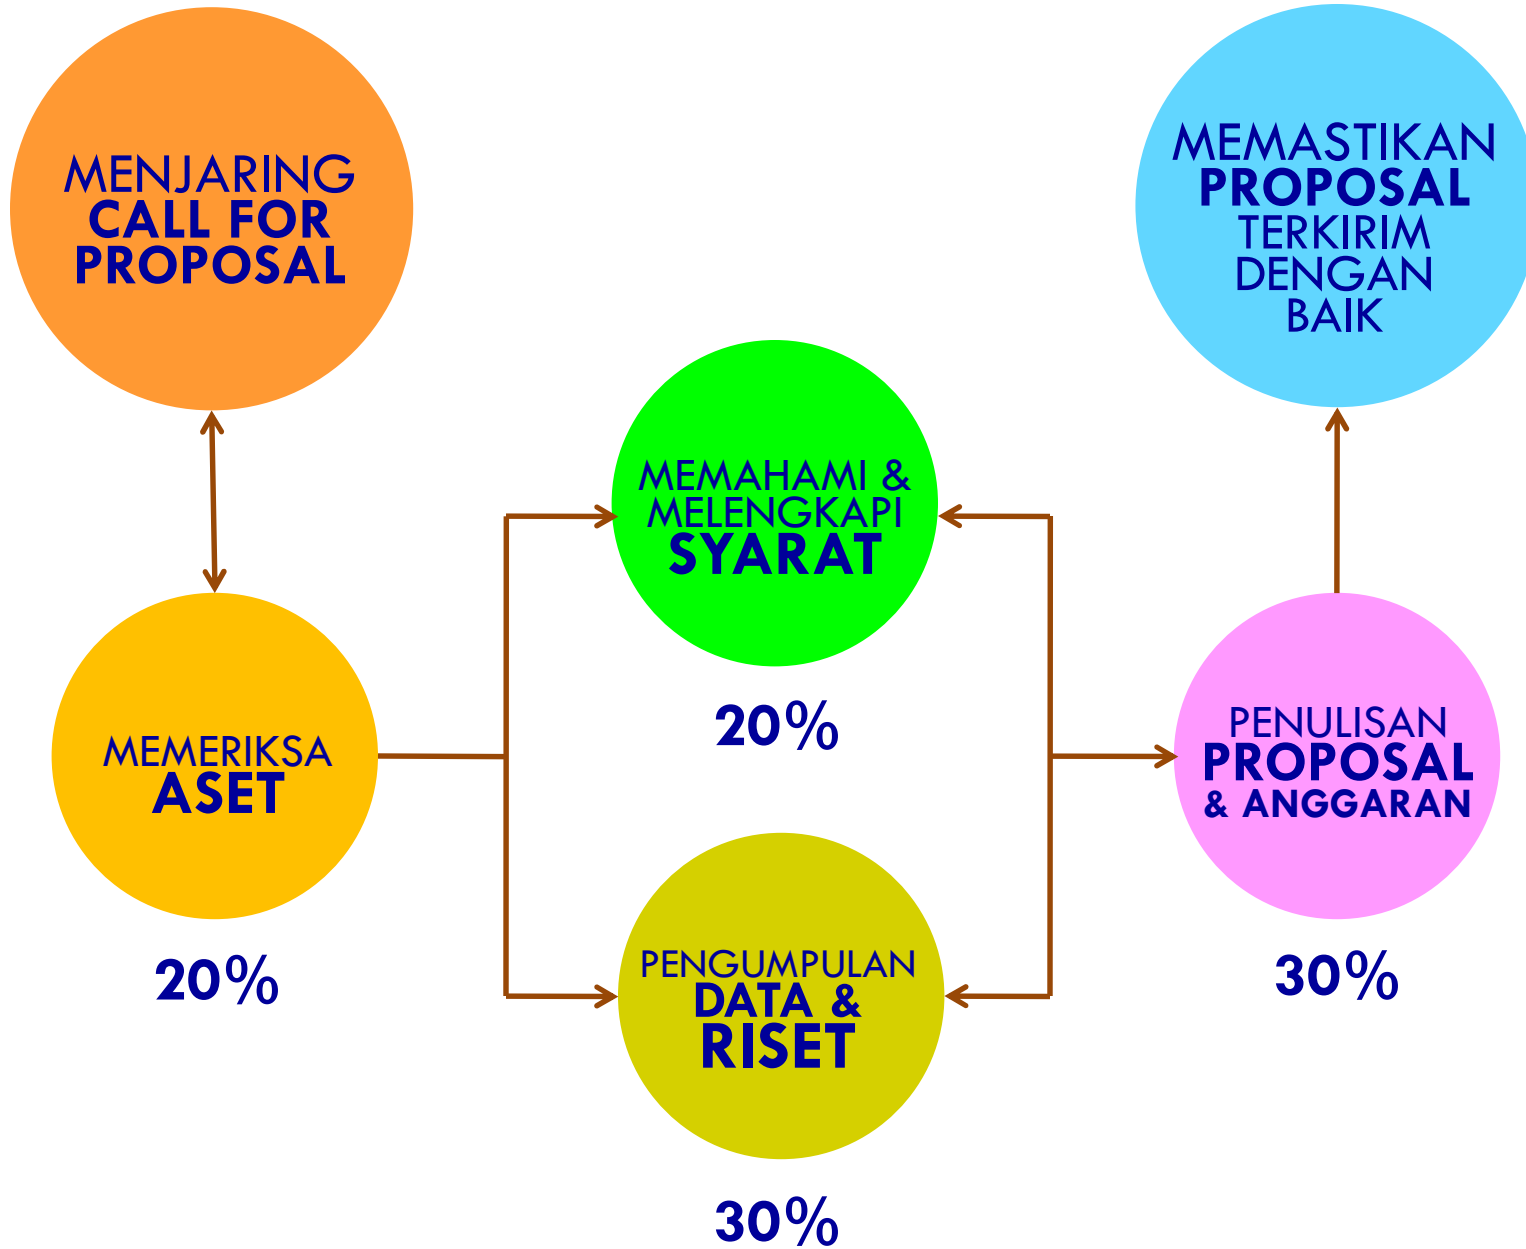 MENJARING
CALL FOR
PROPOSAL
MEMERIKSA
ASET
20%
MEMAHAMI &
MELENGKAPI
SYARAT
20%
PENGUMPULAN
DATA &
RISET
30%
PENULISAN
PROPOSAL
& ANGGARAN
30%
MEMASTIKAN
PROPOSAL
TERKIRIM
DENGAN
BAIK